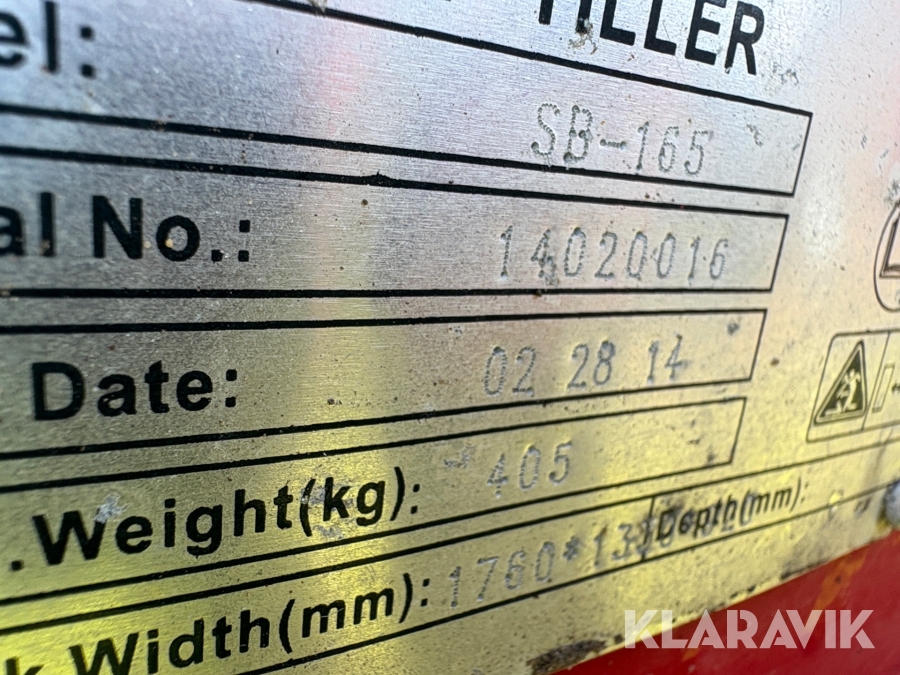 TILLER
el: SB-165
al No.: 14020016
Date: 02 28 14
.Weight(kg): 405
k Width(mm): 1760*13 Depth(mm):
KLARAVIK